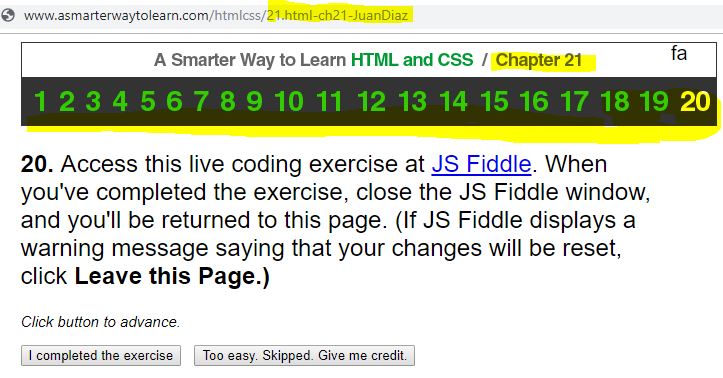 www.asmarterwaytolearn.com/htmlcss/21.html-ch21-JuanDiaz
A Smarter Way to Learn HTML and CSS / Chapter 21 fa
1 2 3 4 5 6 7 8 9 10 11 12 13 14 15 16 17 18 19 20
20. Access this live coding exercise at JS Fiddle. When
you've completed the exercise, close the JS Fiddle window,
and you'll be returned to this page. (If JS Fiddle displays a
warning message saying that your changes will be reset,
click Leave this Page.)
Click button to advance.
I completed the exercise Too easy. Skipped. Give me credit.